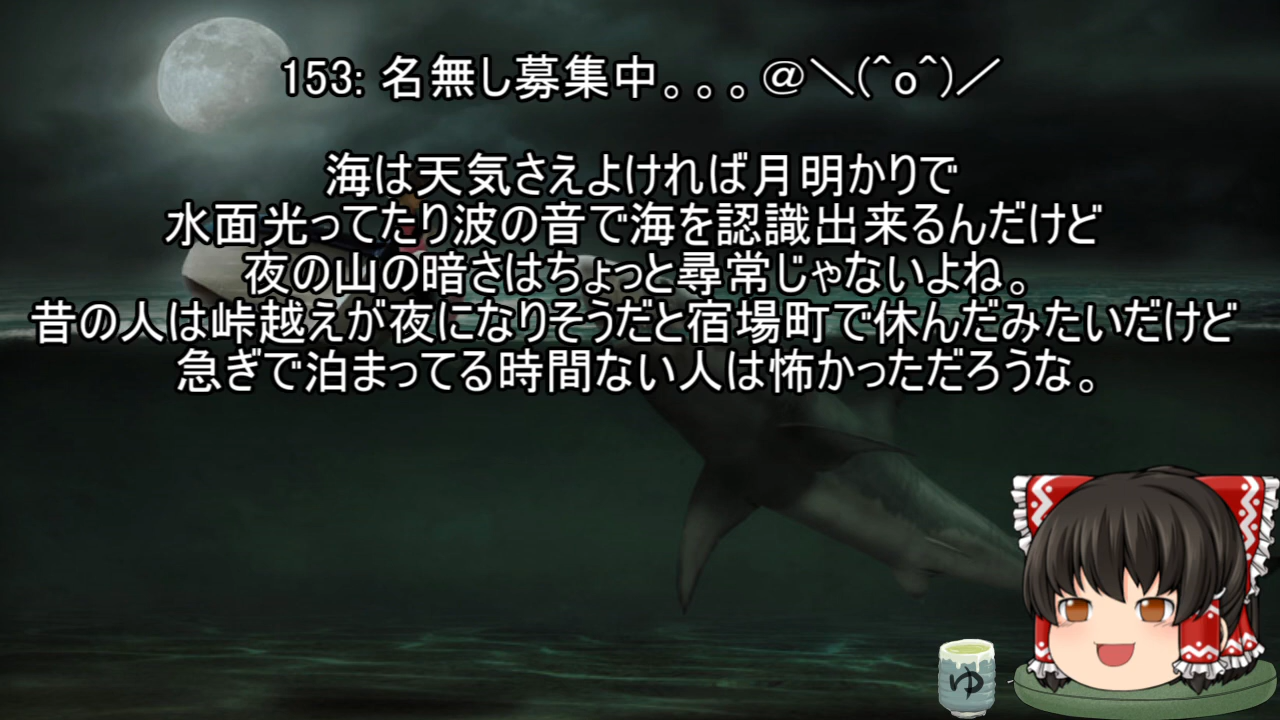 153: 名無し募集中。。。@＼(^o^)／
海は天気さえよければ月明かりで
水面光ってたり波の音で海を認識出来るんだけど
夜の山の暗さはちょっと尋常じゃないよね。
昔の人は峠越えが夜になりそうだと宿場町で休んだみたいだけど
急ぎで泊まってる時間ない人は怖かっただろうな。
ゆ